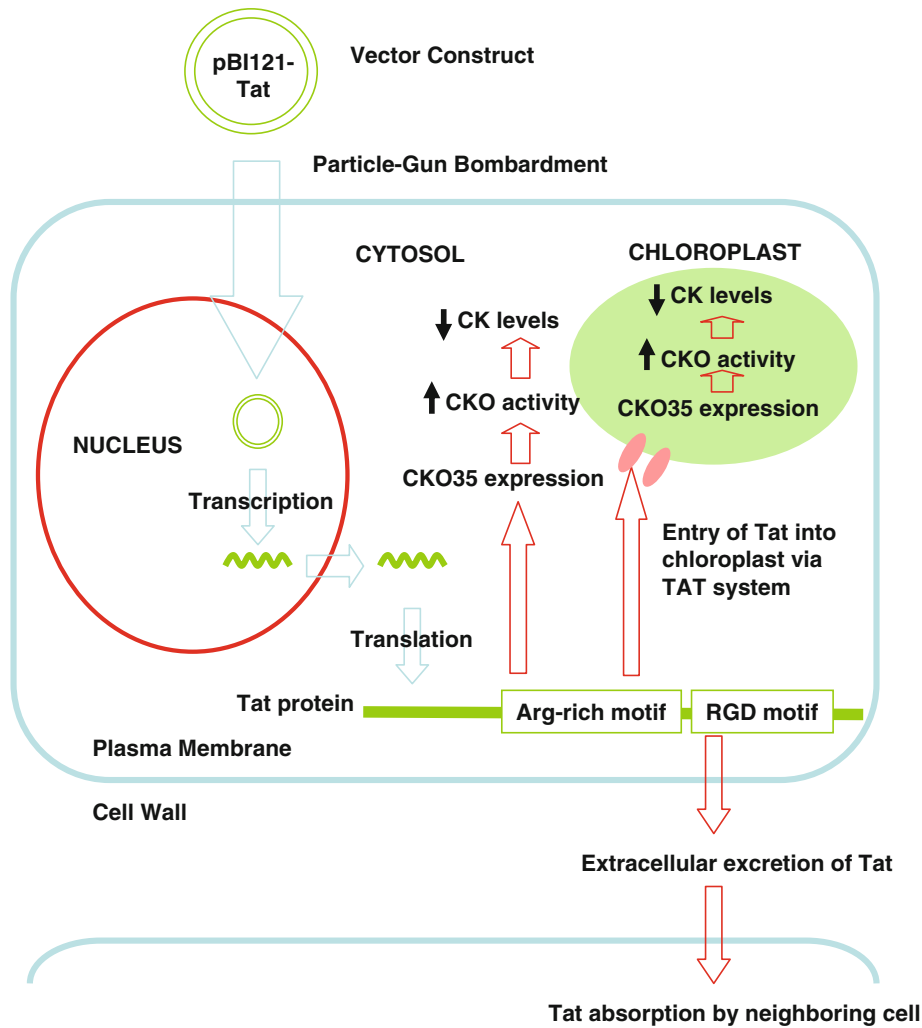 pBI121-
Tat
Vector Construct
Particle-Gun Bombardment
CYTOSOL
CHLOROPLAST
CK levels
CKO activity
CKO35 expression
CK levels
CKO activity
CKO35 expression
NUCLEUS
Transcription
Entry of Tat into
chloroplast via
TAT system
Translation
Tat protein
Arg-rich motif
RGD motif
Plasma Membrane
Cell Wall
Extracellular excretion of Tat
Tat absorption by neighboring cell